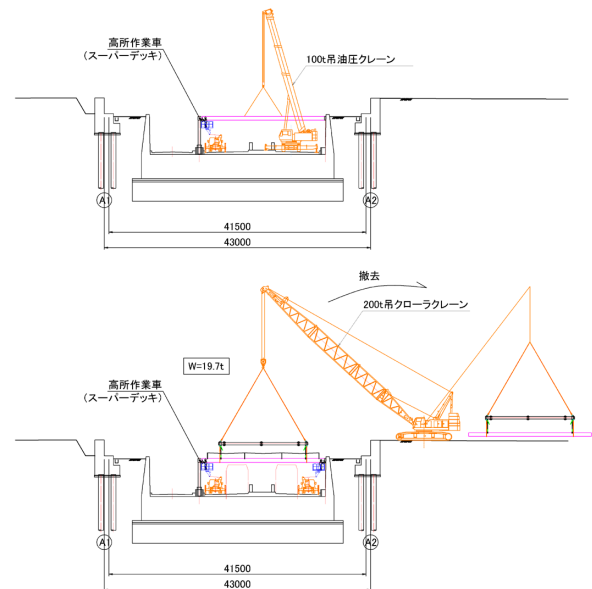 高所作業車
(スーパーデッキ)
100t吊油圧クレーン
A1
A2
41500
43000
撤去
200t吊クローラクレーン
W=19.7t
高所作業車
(スーパーデッキ)
A1
A2
41500
43000